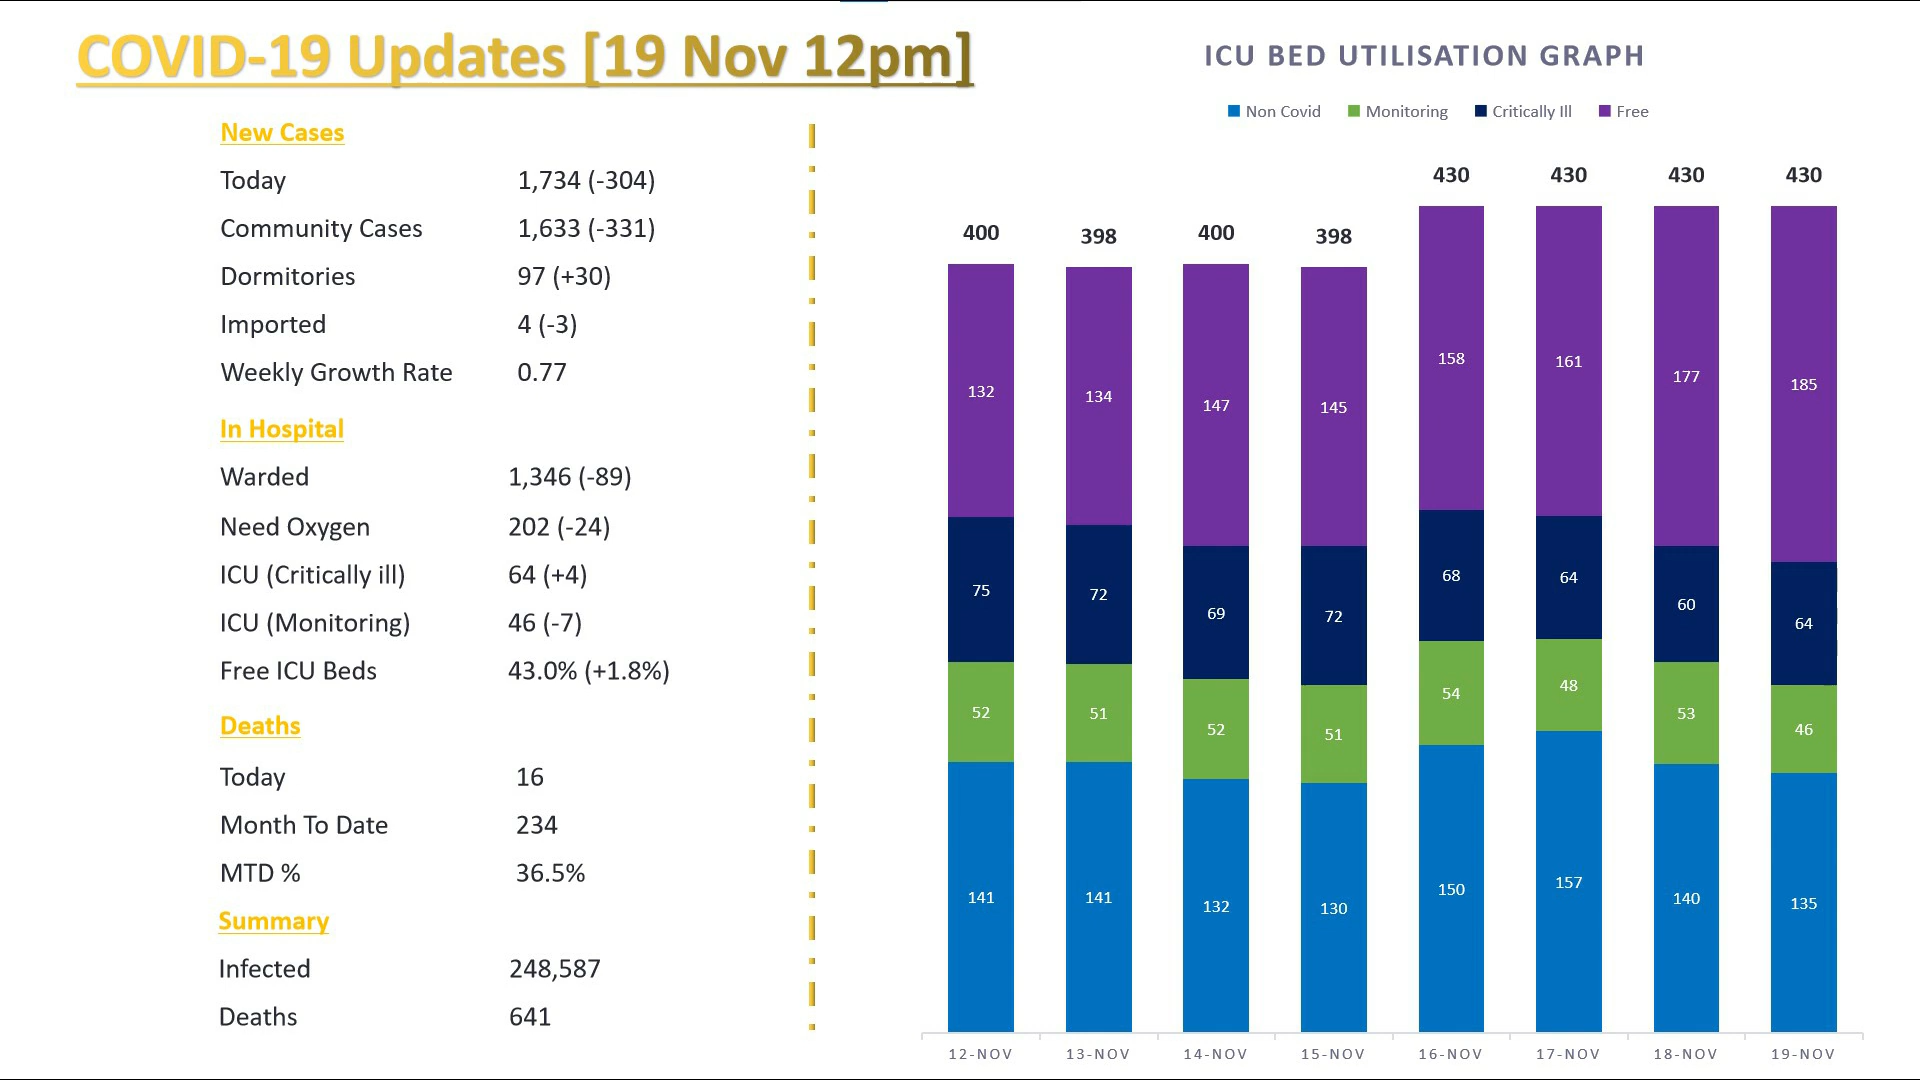 COVID-19 Updates [19 Nov 12pm]
New Cases
Today 1,734 (-304)
Community Cases 1,633 (-331)
Dormitories 97 (+30)
Imported 4 (-3)
Weekly Growth Rate 0.77
In Hospital
Warded 1,346 (-89)
Need Oxygen 202 (-24)
ICU (Critically ill) 64 (+4)
ICU (Monitoring) 46 (-7)
Free ICU Beds 43.0% (+1.8%)
Deaths
Today 16
Month To Date 234
MTD % 36.5%
Summary
Infected 248,587
Deaths 641
ICU BED UTILISATION GRAPH
Non Covid Monitoring Critically Ill Free
400 398 400 398 430 430 430 430
132 134 147 145 158 161 177 185
75 72 69 72 68 64 60 64
52 51 52 51 54 48 53 46
141 141 132 130 150 157 140 135
12-NOV 13-NOV 14-NOV 15-NOV 16-NOV 17-NOV 18-NOV 19-NOV